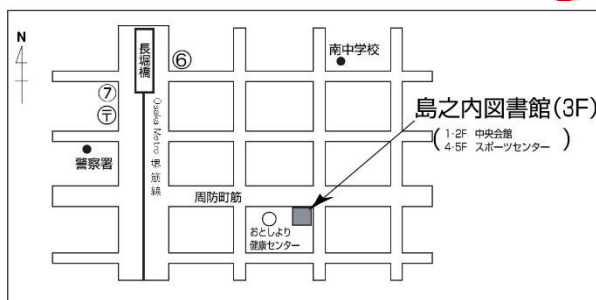 N
長堀橋
⑥
南中学校
⑦
〒
島之内図書館(3F)
(1·2F 中央会館
4·5F スポーツセンター)
Osaka Metro 堺筋線
警察署
周防町筋
おとしより
健康センター